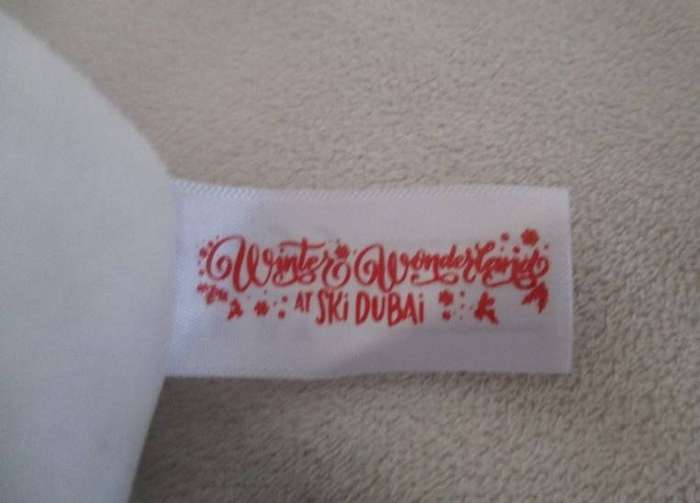 Winter Wonderland
AT SKi DUBAi